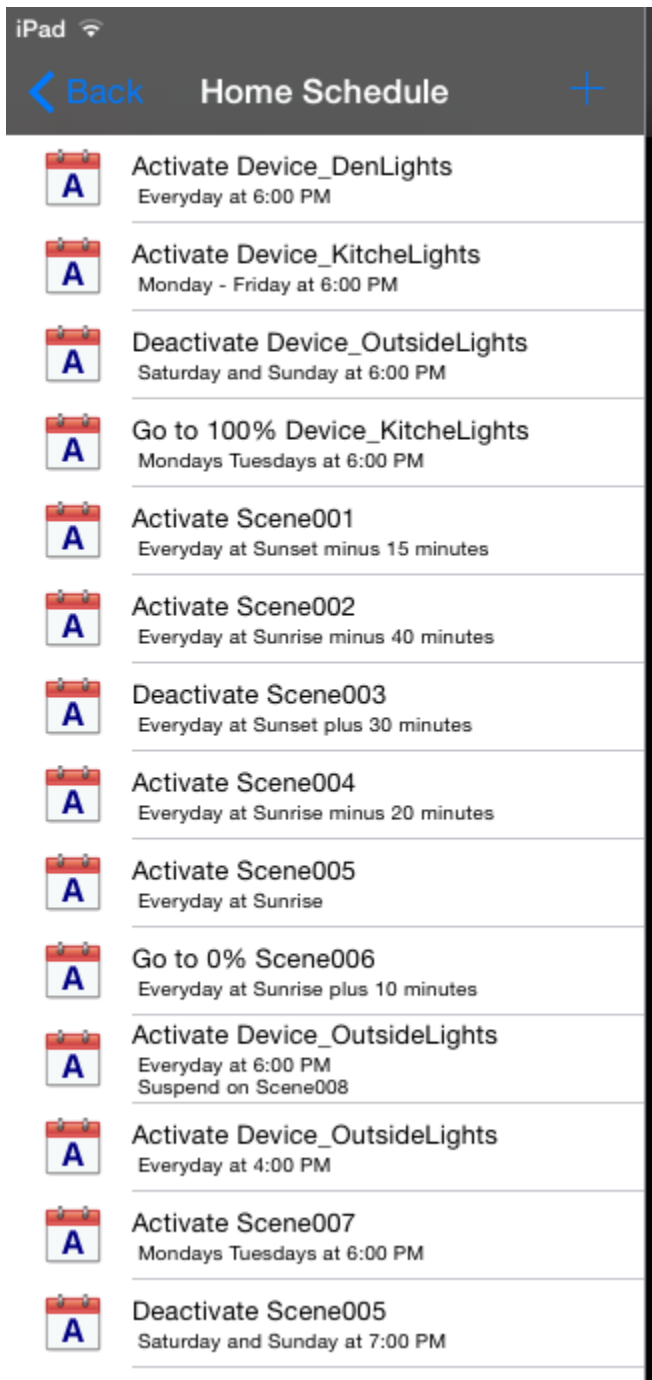 iPad
Back Home Schedule +
A Activate Device_DenLights
Everyday at 6:00 PM
A Activate Device_KitcheLights
Monday - Friday at 6:00 PM
A Deactivate Device_OutsideLights
Saturday and Sunday at 6:00 PM
A Go to 100% Device_KitcheLights
Mondays Tuesdays at 6:00 PM
A Activate Scene001
Everyday at Sunset minus 15 minutes
A Activate Scene002
Everyday at Sunrise minus 40 minutes
A Deactivate Scene003
Everyday at Sunset plus 30 minutes
A Activate Scene004
Everyday at Sunrise minus 20 minutes
A Activate Scene005
Everyday at Sunrise
A Go to 0% Scene006
Everyday at Sunrise plus 10 minutes
A Activate Device_OutsideLights
Everyday at 6:00 PM
Suspend on Scene008
A Activate Device_OutsideLights
Everyday at 4:00 PM
A Activate Scene007
Mondays Tuesdays at 6:00 PM
A Deactivate Scene005
Saturday and Sunday at 7:00 PM